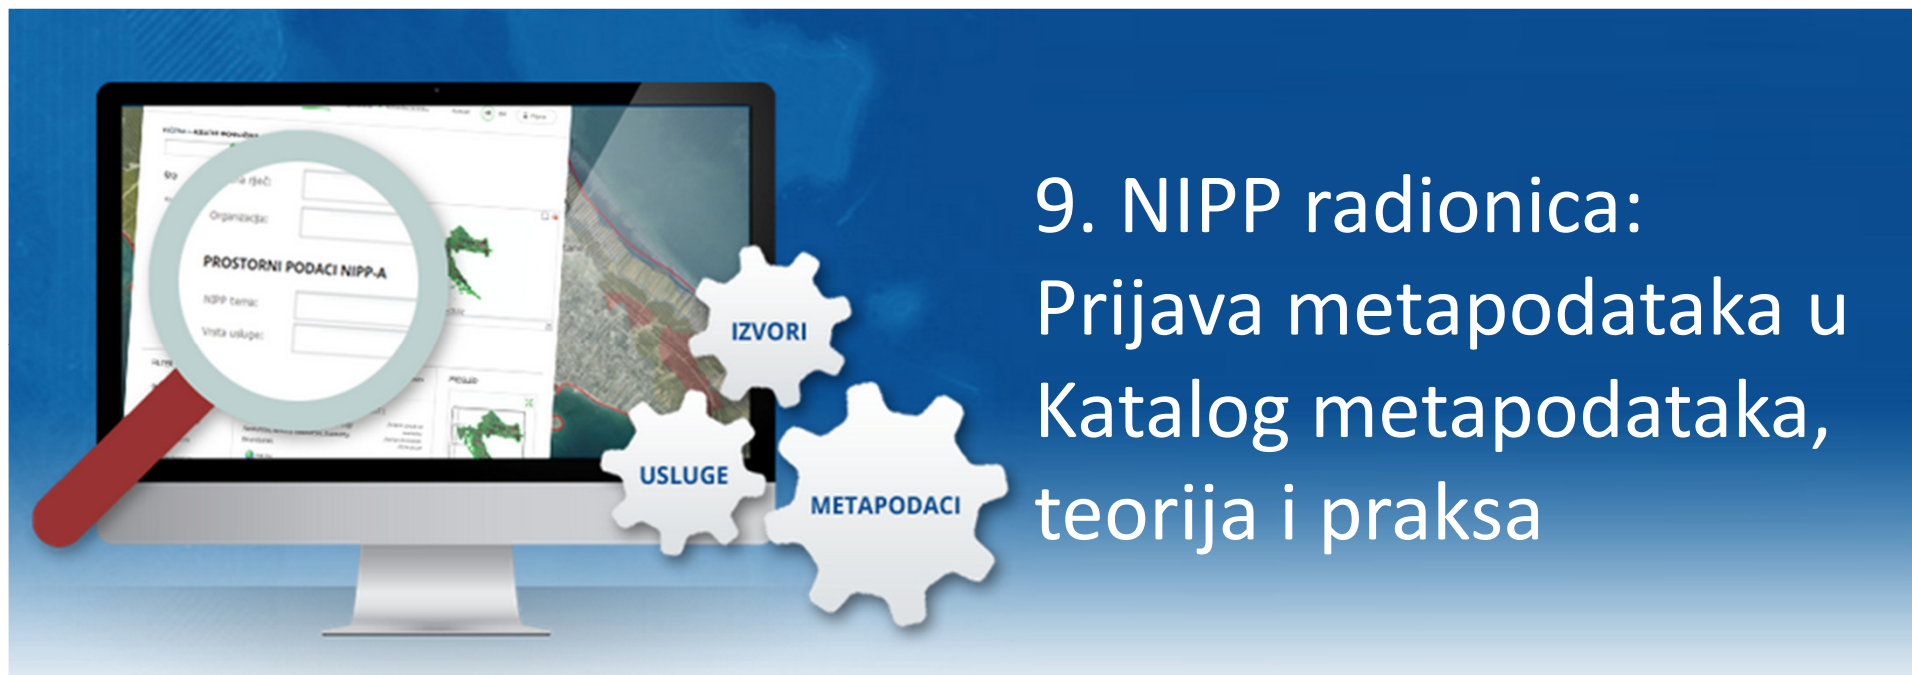 9. NIPP radionica:
Prijava metapodataka u
Katalog metapodataka,
teorija i praksa
IZVORI
USLUGE
METAPODACI
riječ:
Organizacija:
PROSTORNI PODACI NIPP-A
NIPP tema:
Vrsta usluge: